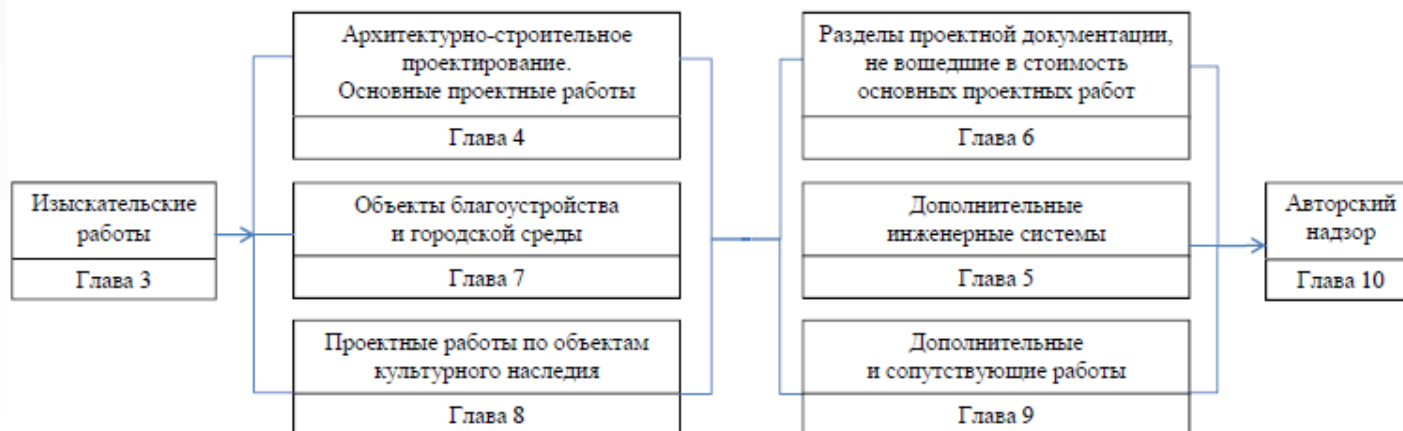 Изыскательские
работы
Глава 3
Архитектурно-строительное
проектирование.
Основные проектные работы
Глава 4
Объекты благоустройства
и городской среды
Глава 7
Проектные работы по объектам
культурного наследия
Глава 8
Разделы проектной документации,
не вошедшие в стоимость
основных проектных работ
Глава 6
Дополнительные
инженерные системы
Глава 5
Дополнительные
и сопутствующие работы
Глава 9
Авторский
надзор
Глава 10